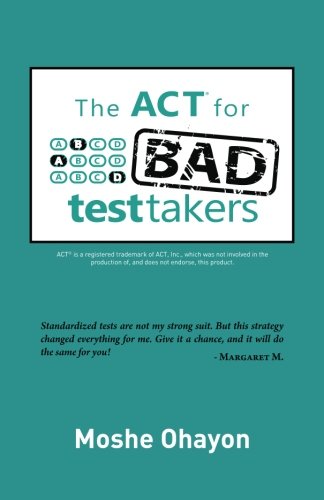 The ACT® for
A B C D
A B C D
A B C D
BAD
testtakers
ACT® is a registered trademark of ACT, Inc., which was not involved in the
production of, and does not endorse, this product.
Standardized tests are not my strong suit. But this strategy
changed everything for me. Give it a chance, and it will do
the same for you!
- Margaret M.
Moshe Ohayon